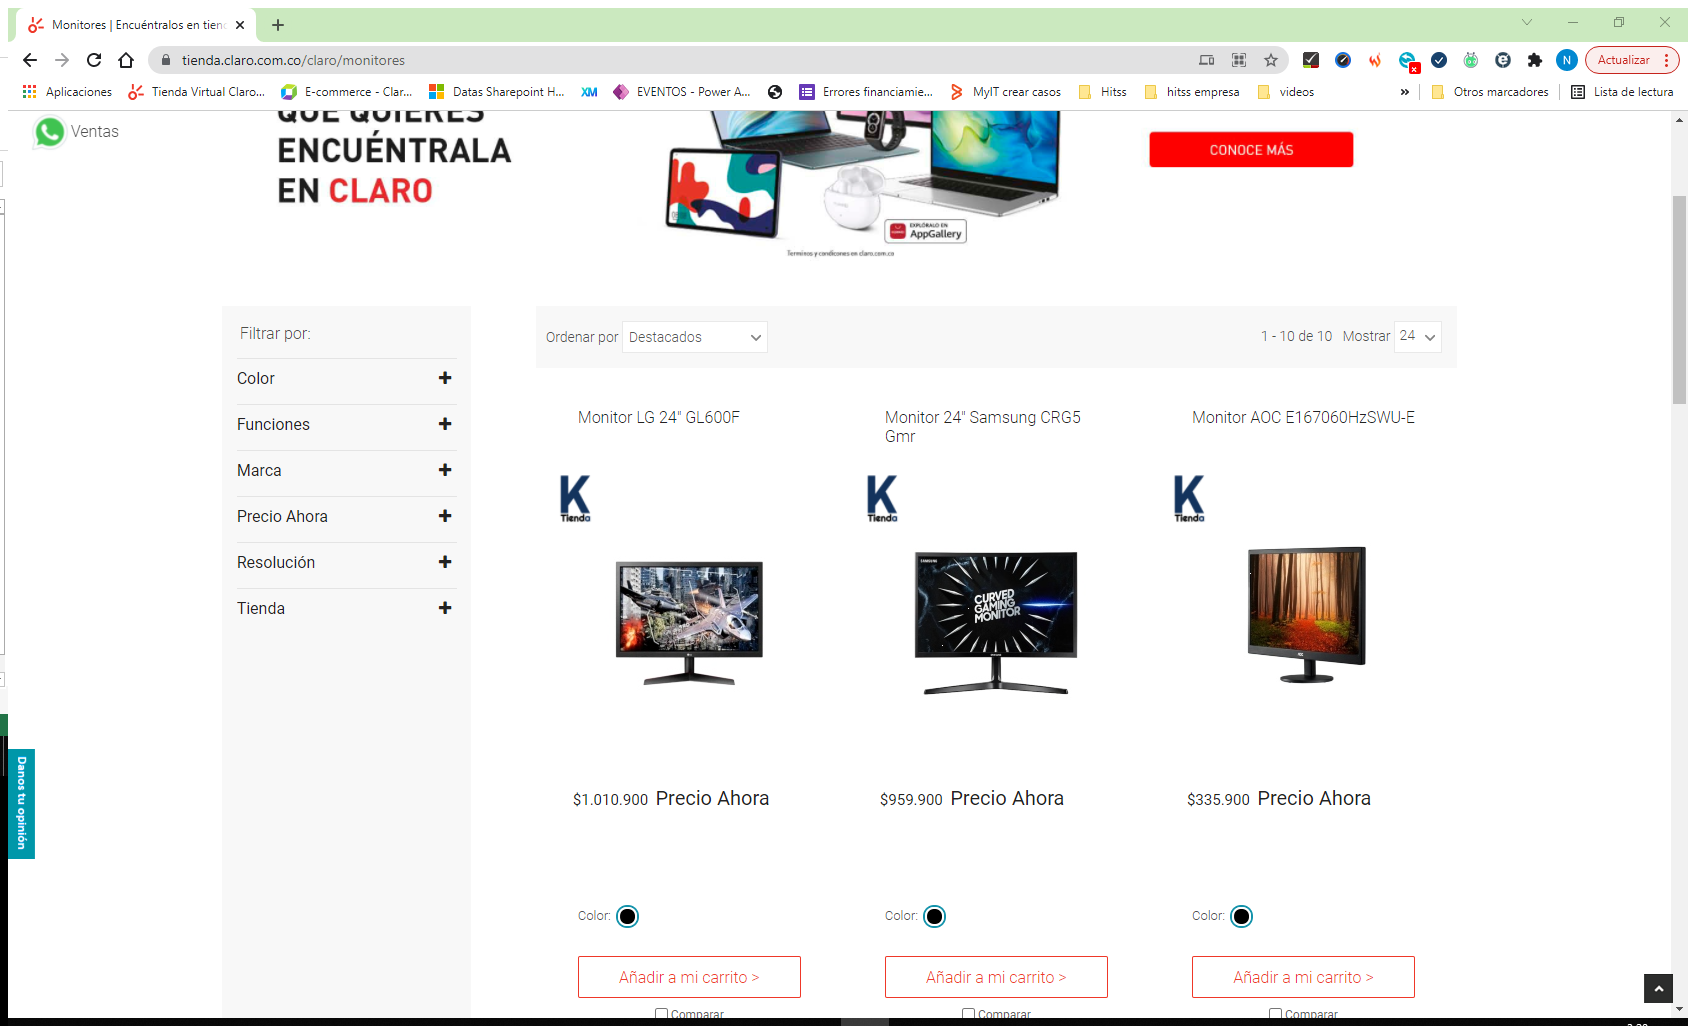 Monitores | Encuéntralos en tiend
tienda.claro.com.co/claro/monitores
N
Actualizar
Aplicaciones
Tienda Virtual Claro...
E-commerce - Clar...
Datas Sharepoint H...
XM
EVENTOS - Power A...
Errores financiamie...
MyIT crear casos
Hitss
hitss empresa
videos
»
Otros marcadores
Lista de lectura
Ventas
QUE QUIERES
ENCUÉNTRALA
EN CLARO
CONOCE MÁS
EXPLÓRALO EN
AppGallery
Terminos y condicones en claro.com.co
Filtrar por:
Color
Funciones
Marca
Precio Ahora
Resolución
Tienda
Ordenar por Destacados
1 - 10 de 10 Mostrar 24
Monitor LG 24" GL600F
K
Tienda
$1.010.900 Precio Ahora
Color:
Añadir a mi carrito >
Comparar
Monitor 24" Samsung CRG5
Gmr
K
Tienda
SAMSUNG
CURVED
GAMING
MONITOR
$959.900 Precio Ahora
Color:
Añadir a mi carrito >
Comparar
Monitor AOC E167060HzSWU-E
K
Tienda
AOC
$335.900 Precio Ahora
Color:
Añadir a mi carrito >
Comparar
Danos tu opinión